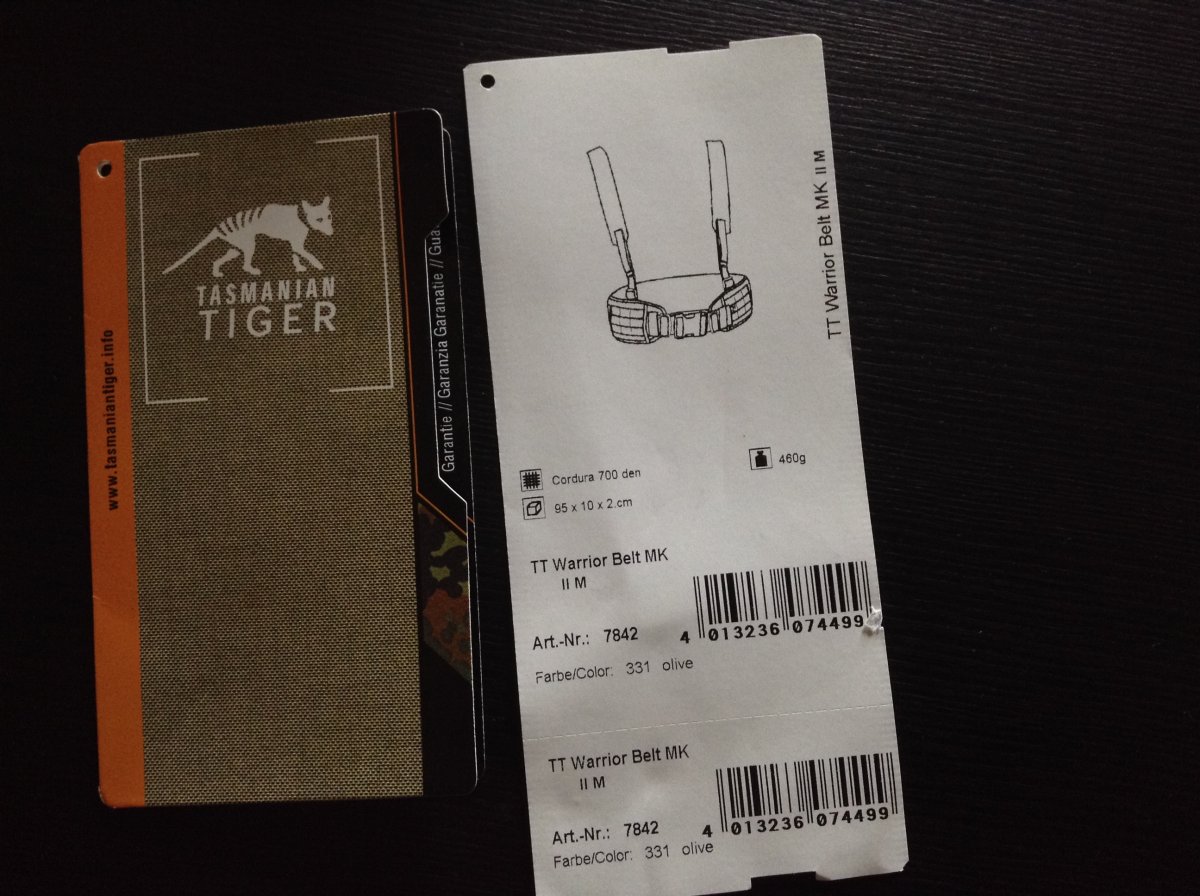 TASMANIAN
TIGER
www.tasmaniantiger.info
Garantie // Garanzia Garanatie // Gua
TT Warrior Belt MK II M
Cordura 700 den
460g
95 x 10 x 2.cm
TT Warrior Belt MK
II M
Art.-Nr.: 7842
4 013236 074499
Farbe/Color: 331 olive
TT Warrior Belt MK
II M
Art.-Nr.: 7842
4 013236 074499
Farbe/Color: 331 olive